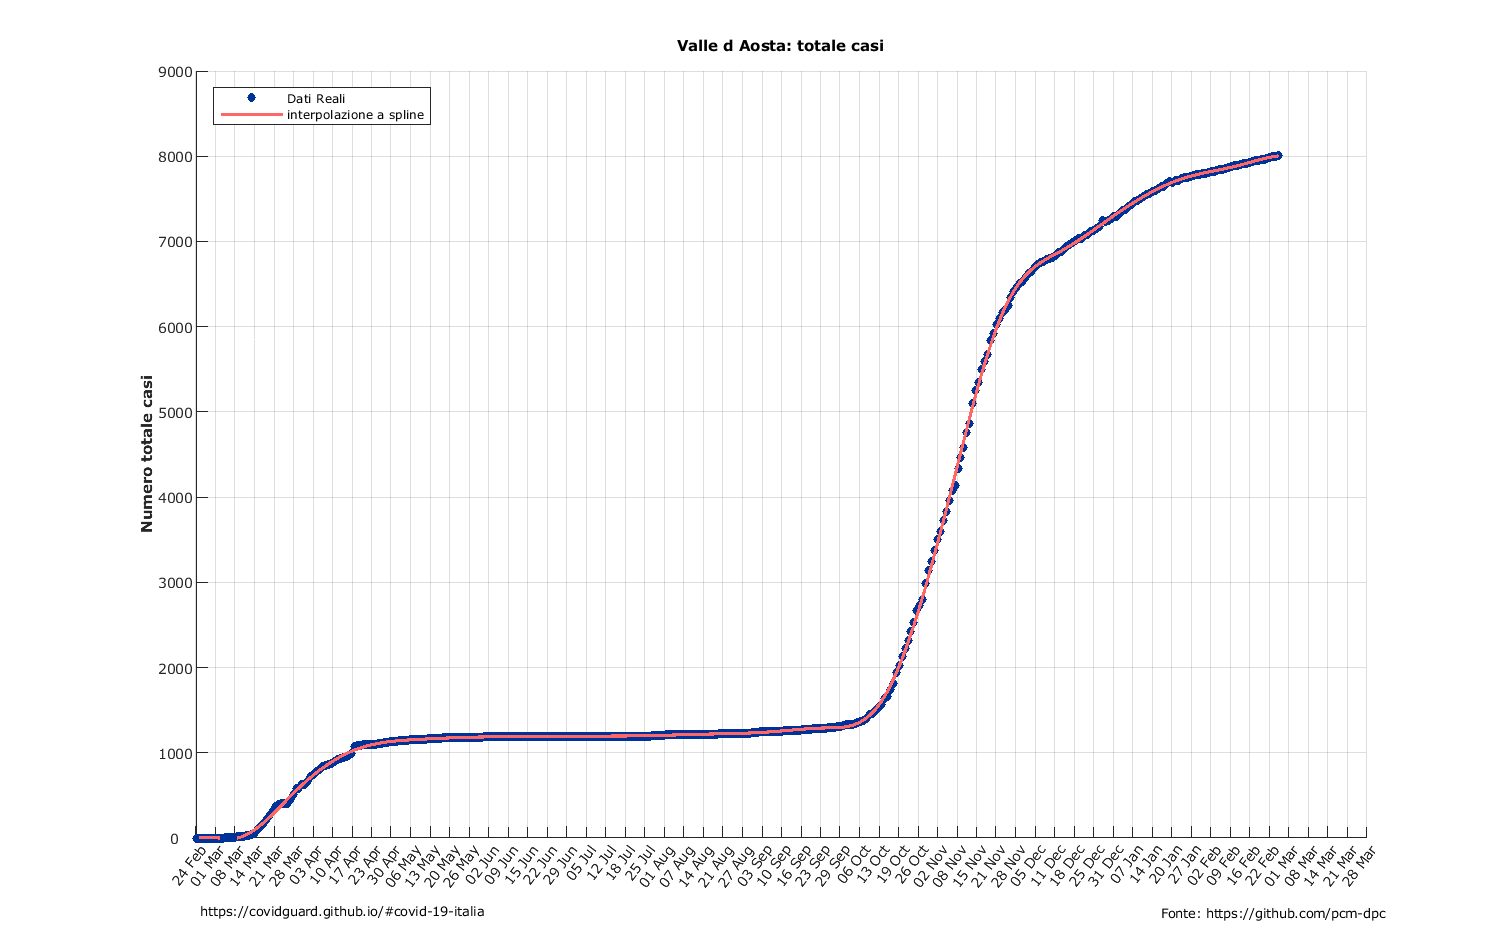 Valle d Aosta: totale casi
9000
8000
7000
6000
5000
4000
3000
2000
1000
0
Numero totale casi
Dati Reali
interpolazione a spline
24 Feb
01 Mar
08 Mar
14 Mar
21 Mar
28 Mar
03 Apr
10 Apr
17 Apr
23 Apr
30 Apr
06 May
13 May
20 May
26 May
02 Jun
09 Jun
15 Jun
22 Jun
29 Jun
05 Jul
12 Jul
18 Jul
25 Jul
01 Aug
07 Aug
14 Aug
21 Aug
27 Aug
03 Sep
10 Sep
16 Sep
23 Sep
29 Sep
06 Oct
13 Oct
19 Oct
26 Oct
02 Nov
08 Nov
15 Nov
21 Nov
28 Nov
05 Dec
11 Dec
18 Dec
25 Dec
31 Dec
07 Jan
14 Jan
20 Jan
27 Jan
02 Feb
09 Feb
16 Feb
22 Feb
01 Mar
08 Mar
14 Mar
21 Mar
28 Mar
https://covidguard.github.io/#covid-19-italia
Fonte: https://github.com/pcm-dpc